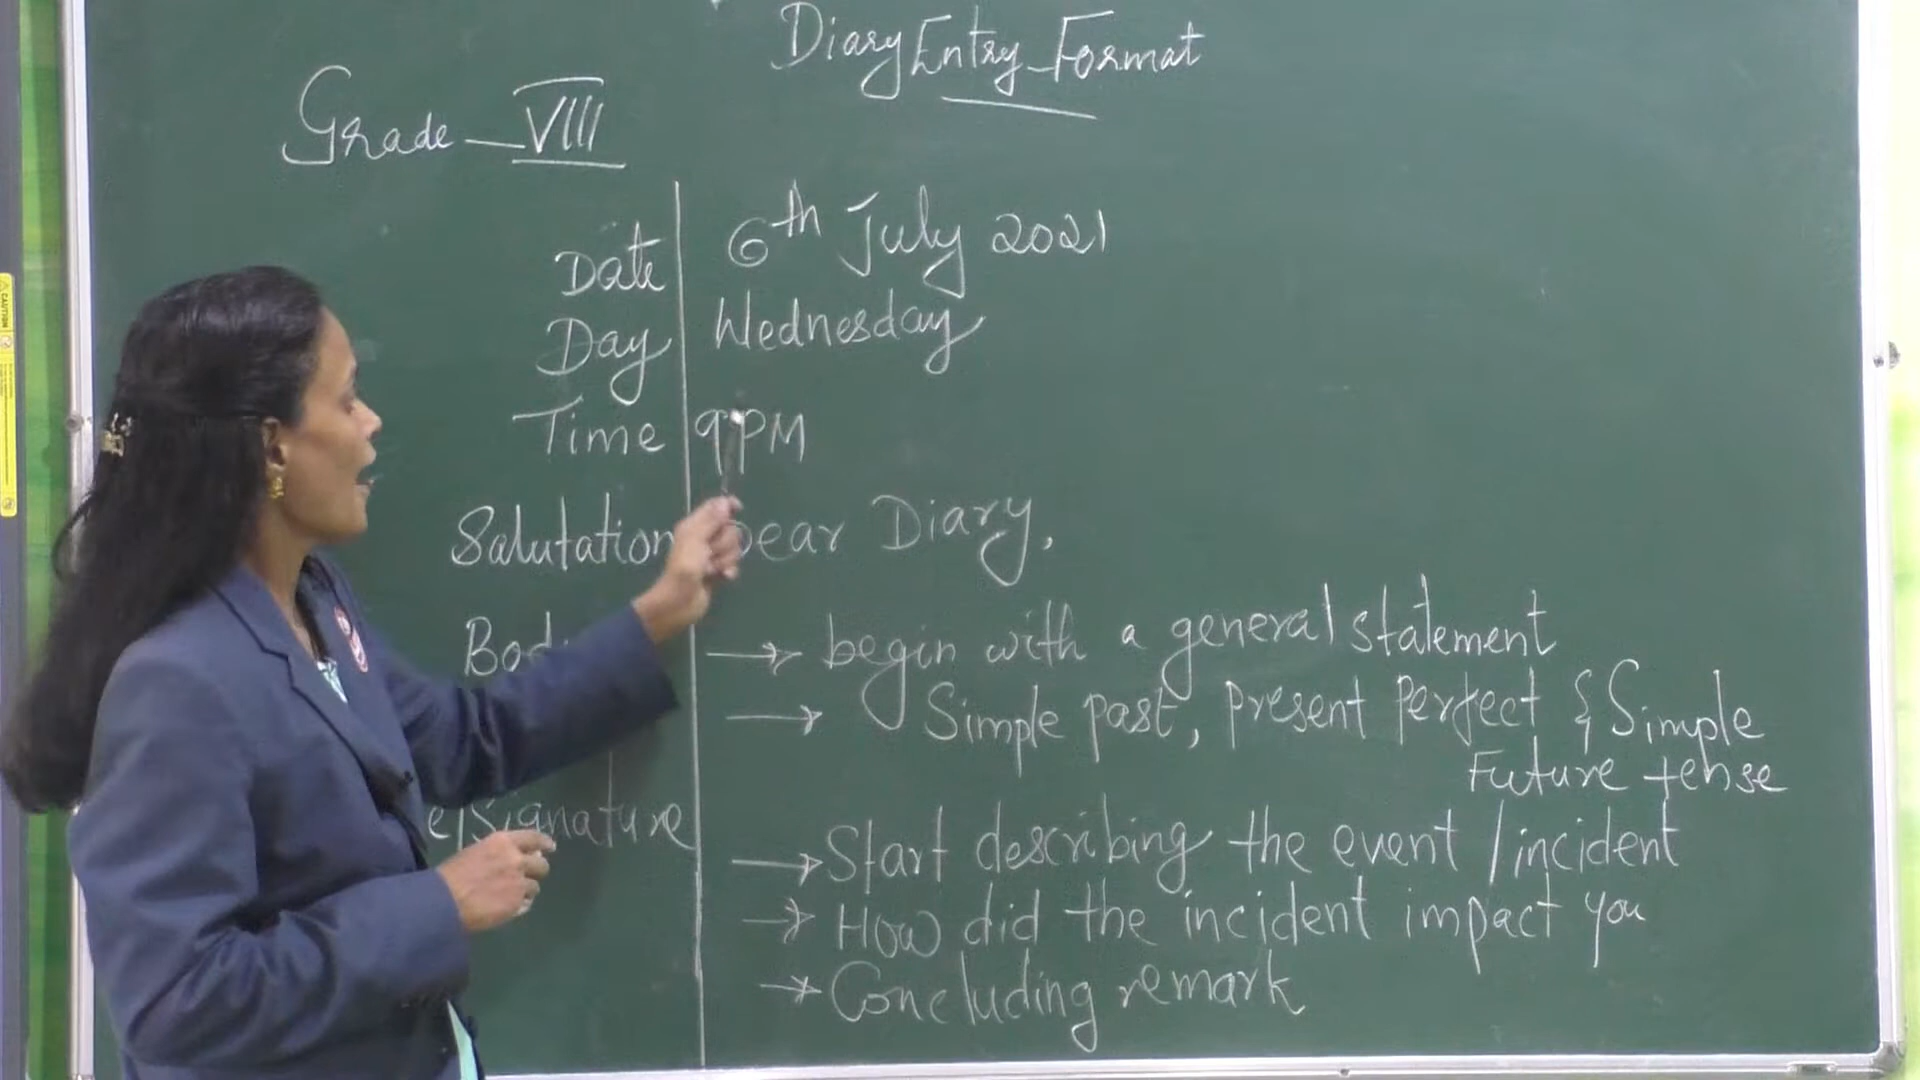 Diary Entry Format
Grade - VIII
Date 6th July 2021
Day Wednesday
Time 9PM
Salutation Dear Diary,
→ begin with a general statement
→ Simple past, present perfect & Simple
Future tense
Signature
→ Start describing the event / incident
→ How did the incident impact you
→ Concluding remark
CAUTION